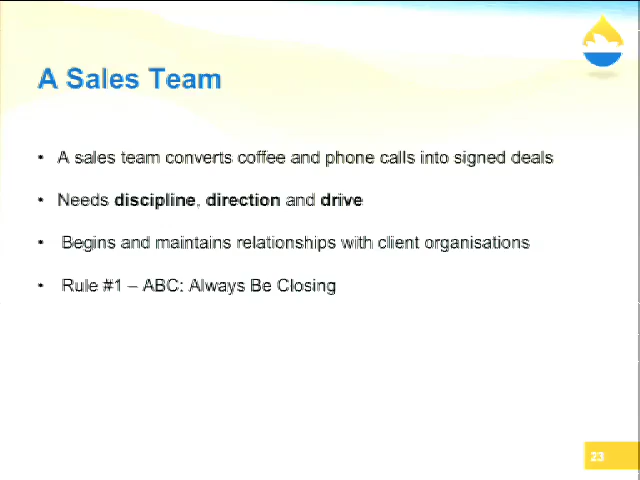 A Sales Team
• A sales team converts coffee and phone calls into signed deals
• Needs discipline, direction and drive
• Begins and maintains relationships with client organisations
• Rule #1 – ABC: Always Be Closing
23